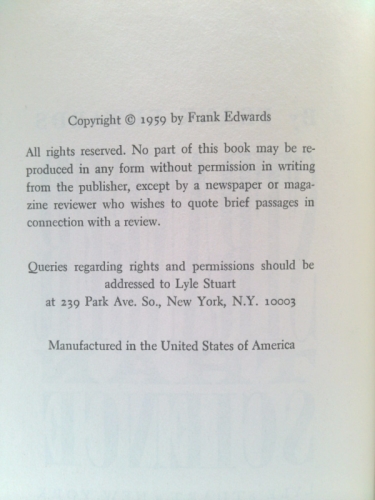 Copyright © 1959 by Frank Edwards
All rights reserved. No part of this book may be re-
produced in any form without permission in writing
from the publisher, except by a newspaper or maga-
zine reviewer who wishes to quote brief passages in
connection with a review.
Queries regarding rights and permissions should be
addressed to Lyle Stuart
at 239 Park Ave. So., New York, N.Y. 10003
Manufactured in the United States of America